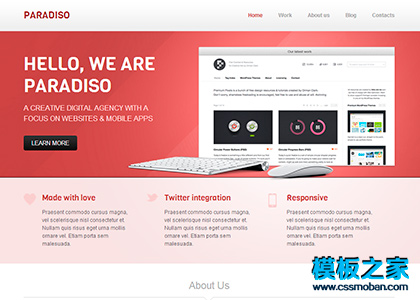 PARADISO
Home Work About us Blog Contacts
HELLO, WE ARE
PARADISO
A CREATIVE DIGITAL AGENCY WITH A
FOCUS ON WEBSITES & MOBILE APPS
LEARN MORE
Our latest work
Made with love
Praesent commodo cursus magna,
vel scelerisque nisl consectetur et.
Nullam quis risus eget urna mollis
ornare vel. Etiam porta sem
malesuada.
Twitter integration
Praesent commodo cursus magna,
vel scelerisque nisl consectetur et.
Nullam quis risus eget urna mollis
ornare vel. Etiam porta sem
malesuada.
Responsive
Praesent commodo cursus magna,
vel scelerisque nisl consectetur et.
Nullam quis risus eget urna mollis
ornare vel. Etiam porta sem
malesuada.
About Us
模板之家
www.cssmoban.com